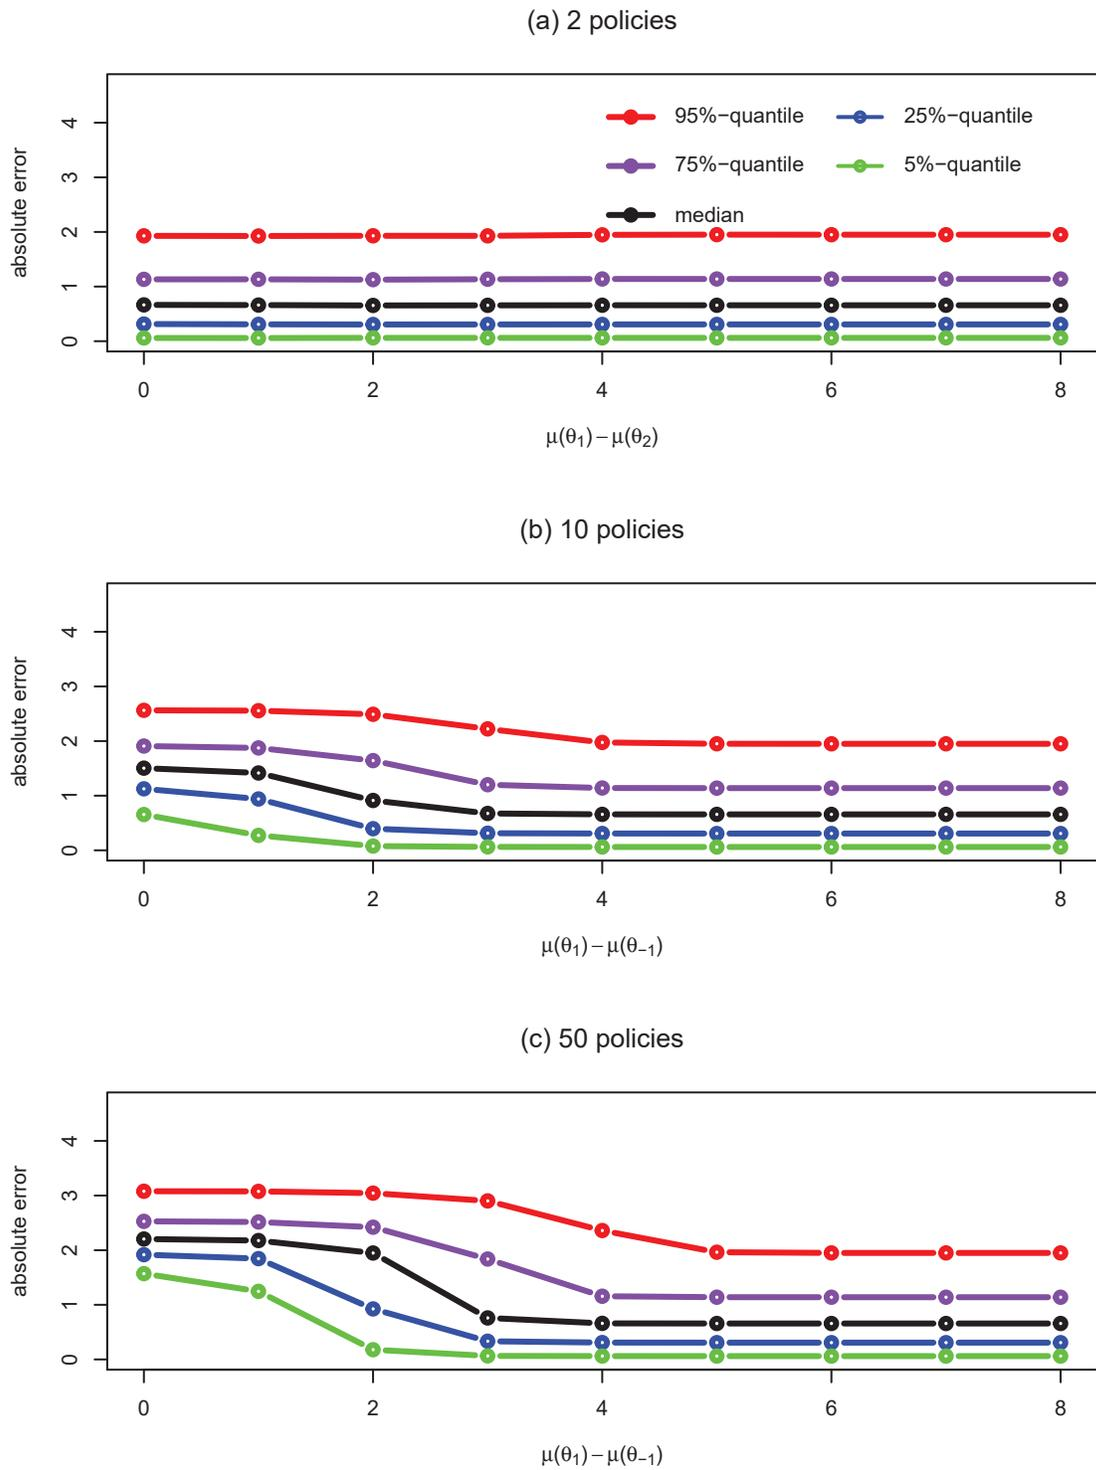 (a) 2 policies
absolute error
4
3
2
1
0
95%−quantile
25%−quantile
75%−quantile
5%−quantile
median
0 2 4 6 8
μ(θ1)−μ(θ2)
(b) 10 policies
absolute error
4
3
2
1
0
0 2 4 6 8
μ(θ1)−μ(θ−1)
(c) 50 policies
absolute error
4
3
2
1
0
0 2 4 6 8
μ(θ1)−μ(θ−1)